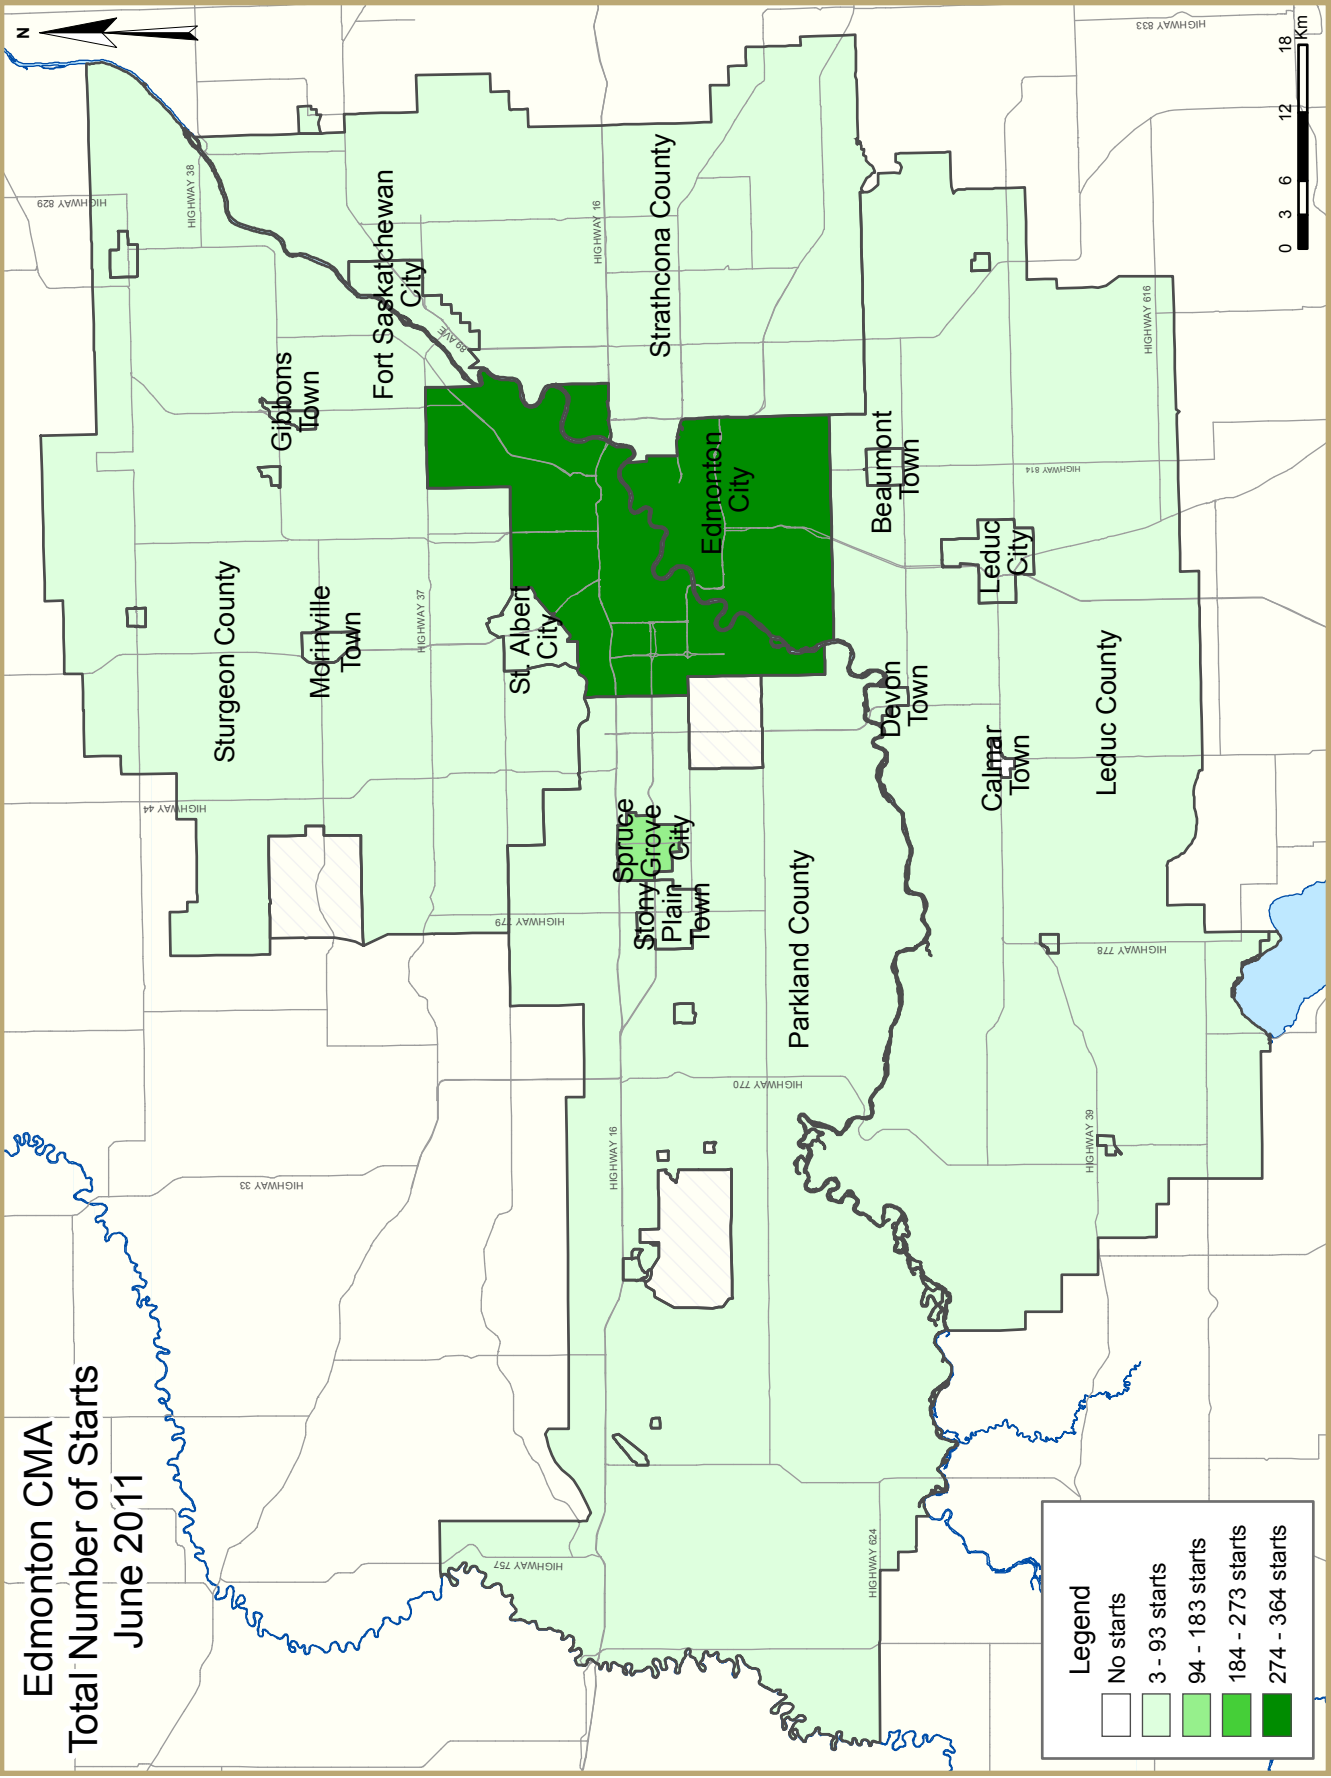 Edmonton CMA
Total Number of Starts
June 2011
N
HIGHWAY 829
HIGHWAY 38
HIGHWAY 833
Fort Saskatchewan
City
89 AVE
HIGHWAY 16
Strathcona County
Gibbons
Town
Sturgeon County
Morinville
Town
HIGHWAY 37
St. Albert
City
Edmonton
City
Beaumont
Town
HIGHWAY 814
HIGHWAY 616
Leduc
City
Devon
Town
Calmar
Town
Leduc County
HIGHWAY 44
HIGHWAY 779
Spruce
Grove
City
Stony
Plain
Town
Parkland County
HIGHWAY 778
HIGHWAY 770
HIGHWAY 33
HIGHWAY 16
HIGHWAY 39
HIGHWAY 757
HIGHWAY 624
0 3 6 12 18
Km
Legend
No starts
3 - 93 starts
94 - 183 starts
184 - 273 starts
274 - 364 starts